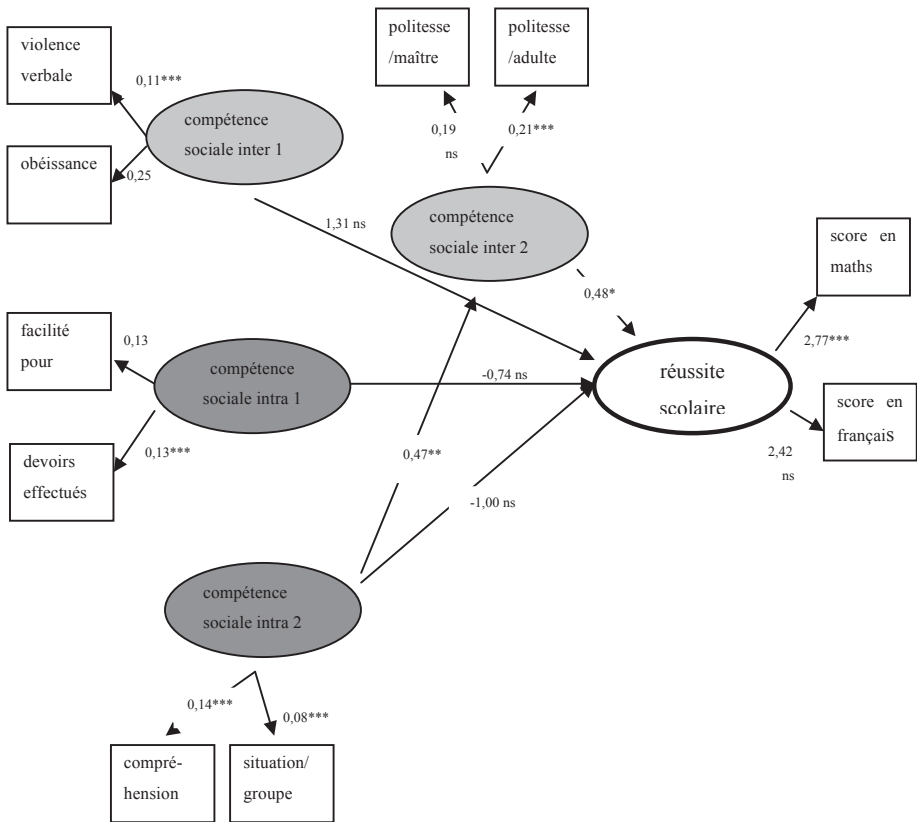 politesse
/maître
politesse
/adulte
violence
verbale
0,11***
compétence
sociale inter 1
0,19
ns
0,21***
obéissance
0,25
compétence
sociale inter 2
1,31 ns
score en
maths
0,48*
2,77***
facilité
pour
0,13
compétence
sociale intra 1
-0,74 ns
réussite
scolaire
score en
français
devoirs
effectués
0,13***
0,47**
2,42
ns
-1,00 ns
compétence
sociale intra 2
0,14***
0,08***
compré-
hension
situation/
groupe